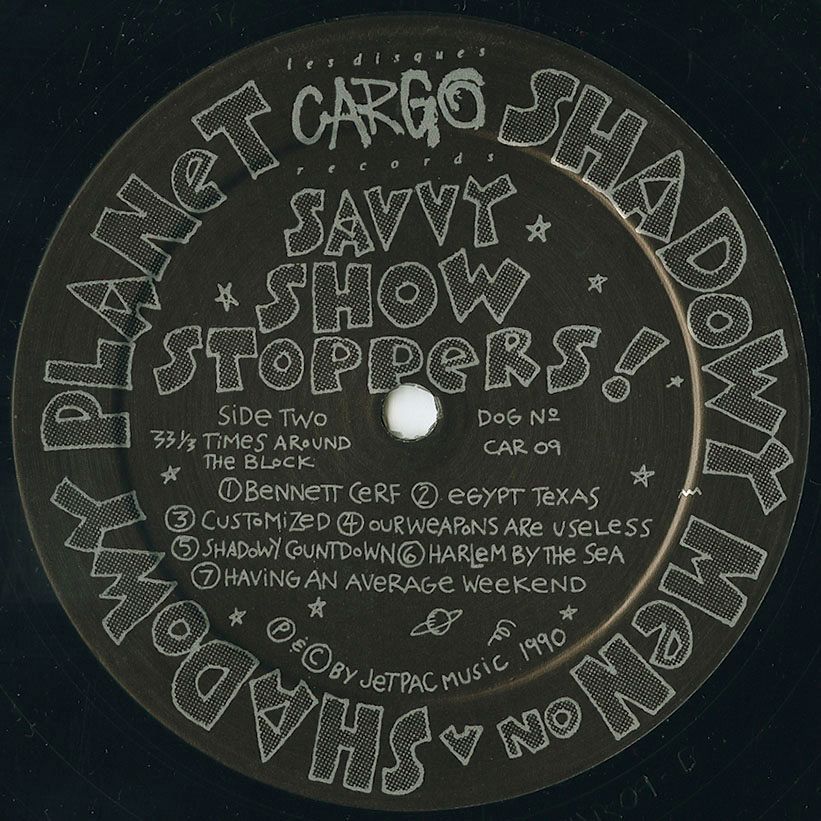 les disques
CARGO
records
SHADOWY MEN ON A SHADOWY PLANET
SAVVY
SHOW
STOPPERS!
SIDE TWO
33 1/3 TIMES AROUND
THE BLOCK
DOG Nº
CAR 09
① BENNETT CERF ② EGYPT TEXAS
③ CUSTOMIZED ④ OUR WEAPONS ARE USELESS
⑤ SHADOWY COUNTDOWN ⑥ HARLEM BY THE SEA
⑦ HAVING AN AVERAGE WEEKEND
Ⓟ & © BY JETPAC MUSIC 1990